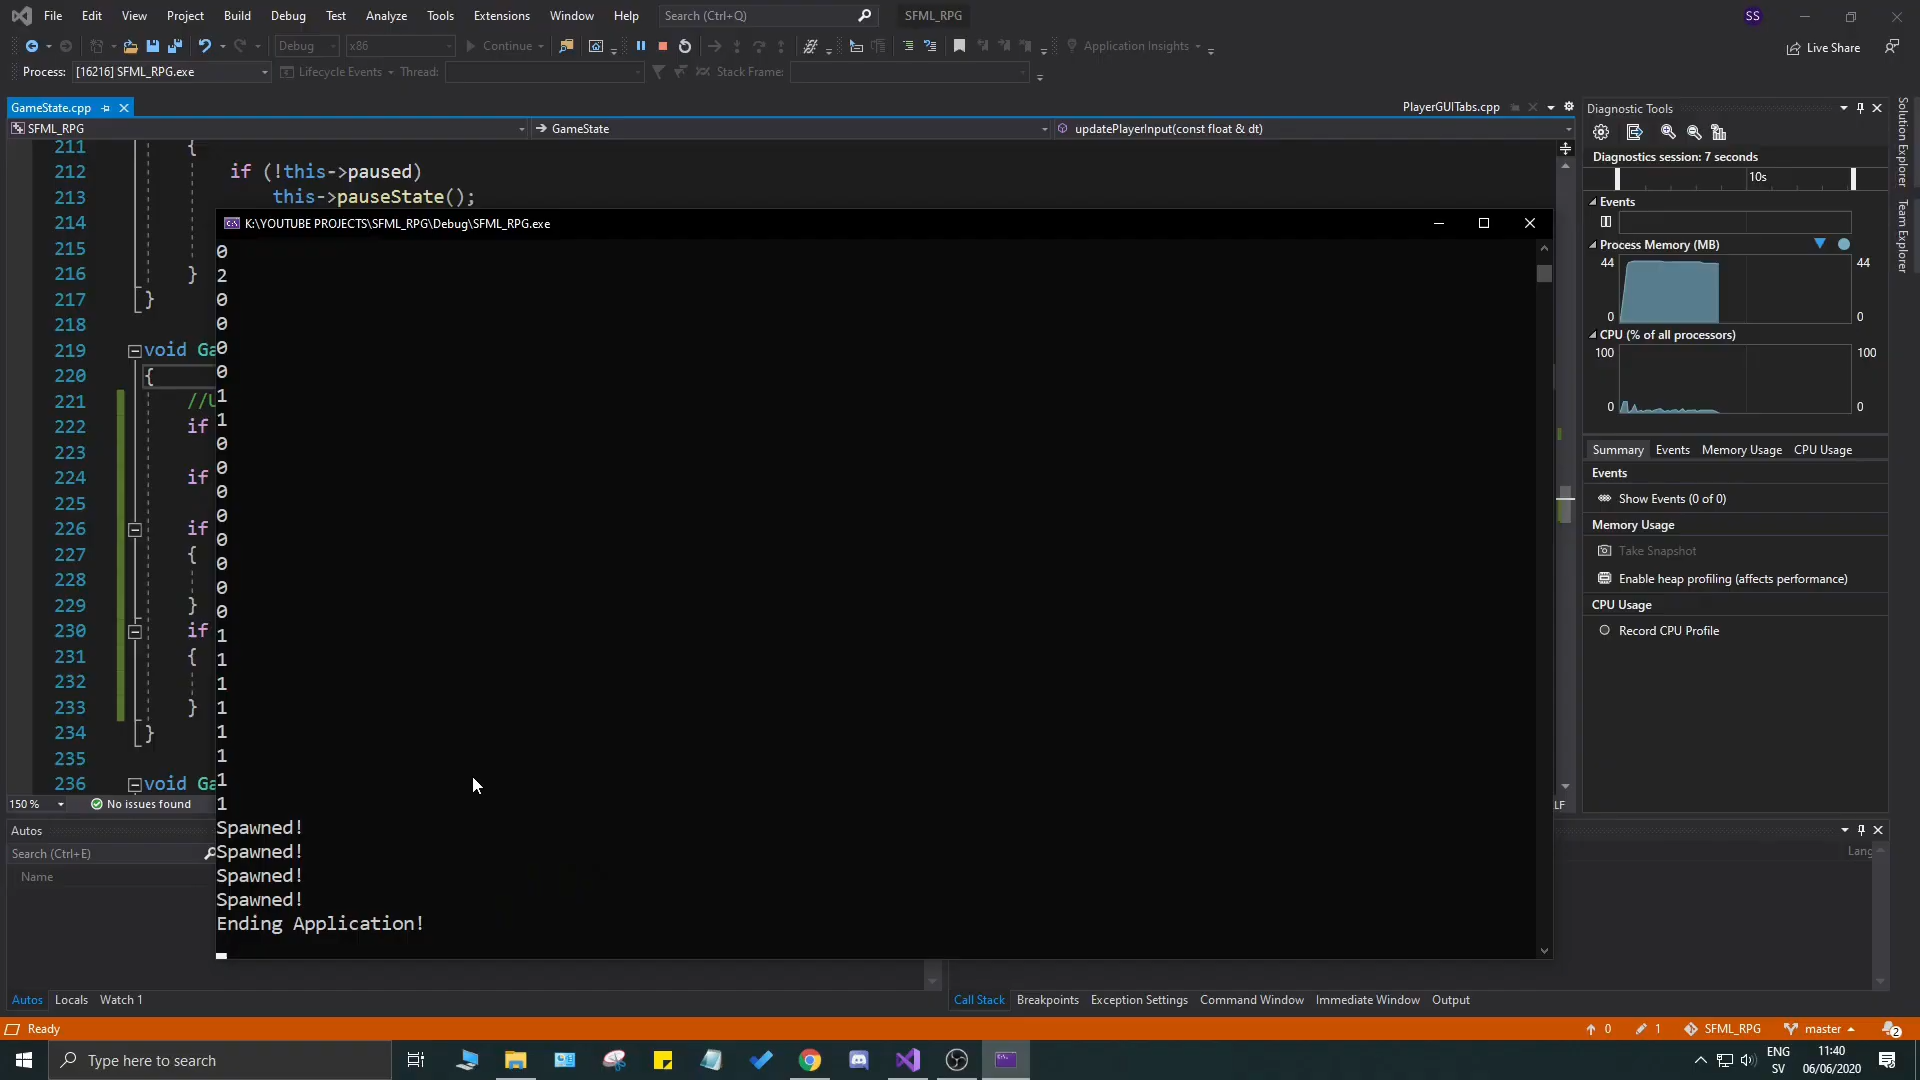 File Edit View Project Build Debug Test Analyze Tools Extensions Window Help Search (Ctrl+Q) SFML_RPG SS
Debug x86 Continue Application Insights Live Share
Process: [16216] SFML_RPG.exe Lifecycle Events Thread: Stack Frame:
GameState.cpp PlayerGUITabs.cpp
SFML_RPG GameState updatePlayerInput(const float & dt)
211 {
212 if (!this->paused)
213 this->pauseState();
214
215
216 }
217 }
218
219 void Ga
220 {
221 //U
222 if
223
224 if
225
226 if
227 {
228
229 }
230 if
231 {
232
233 }
234 }
235
236 void Ga
150 % No issues found
LF
K:\YOUTUBE PROJECTS\SFML_RPG\Debug\SFML_RPG.exe
0
2
0
0
0
0
1
1
0
0
0
0
0
0
0
0
1
1
1
1
1
1
1
1
Spawned!
Spawned!
Spawned!
Spawned!
Ending Application!
Diagnostic Tools
Diagnostics session: 7 seconds
10s
Events
Process Memory (MB)
44 44
0 0
CPU (% of all processors)
100 100
0 0
Summary Events Memory Usage CPU Usage
Events
Show Events (0 of 0)
Memory Usage
Take Snapshot
Enable heap profiling (affects performance)
CPU Usage
Record CPU Profile
Solution Explorer
Team Explorer
Autos
Search (Ctrl+E)
Name
Lang
Autos Locals Watch 1
Call Stack Breakpoints Exception Settings Command Window Immediate Window Output
Ready 0 1 SFML_RPG master 2
Type here to search
ENG
SV
11:40
06/06/2020